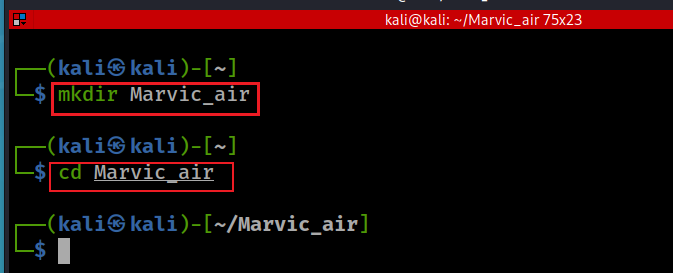 kali@kali: ~/Marvic_air 75x23
┌──(kali㉿kali)-[~]
└─$ mkdir Marvic_air
┌──(kali㉿kali)-[~]
└─$ cd Marvic_air
┌──(kali㉿kali)-[~/Marvic_air]
└─$